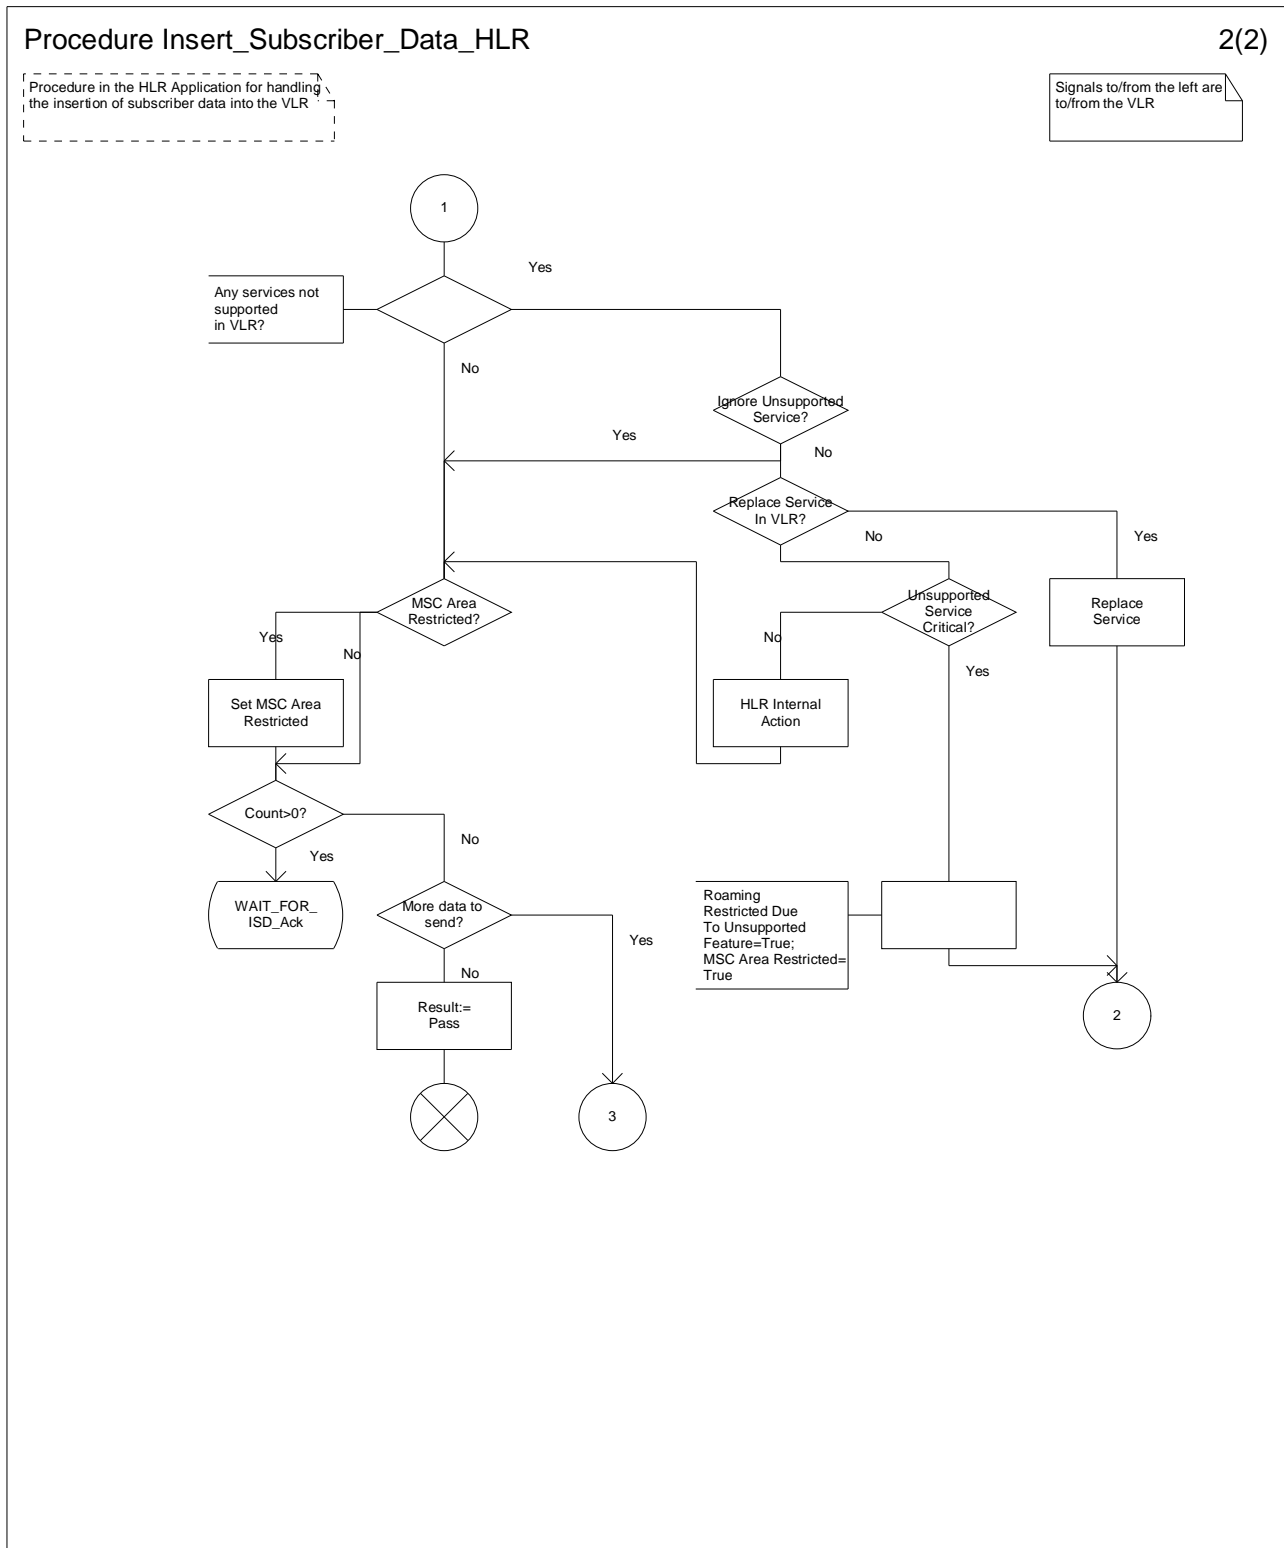 Procedure Insert_Subscriber_Data_HLR
2(2)
Procedure in the HLR Application for handling
the insertion of subscriber data into the VLR
Signals to/from the left are
to/from the VLR
1
Yes
Any services not
supported
in VLR?
No
Ignore Unsupported
Service?
Yes
No
Replace Service
In VLR?
No
Yes
MSC Area
Restricted?
Unsupported
Service
Critical?
Replace
Service
Yes
No
No
Yes
Set MSC Area
Restricted
HLR Internal
Action
Count>0?
No
Yes
WAIT_FOR_
ISD_Ack
More data to
send?
Yes
Roaming
Restricted Due
To Unsupported
Feature=True;
MSC Area Restricted=
True
No
Result:=
Pass
2
3